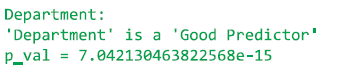 Department:
'Department' is a 'Good Predictor'
p_val = 7.042130463822568e-15